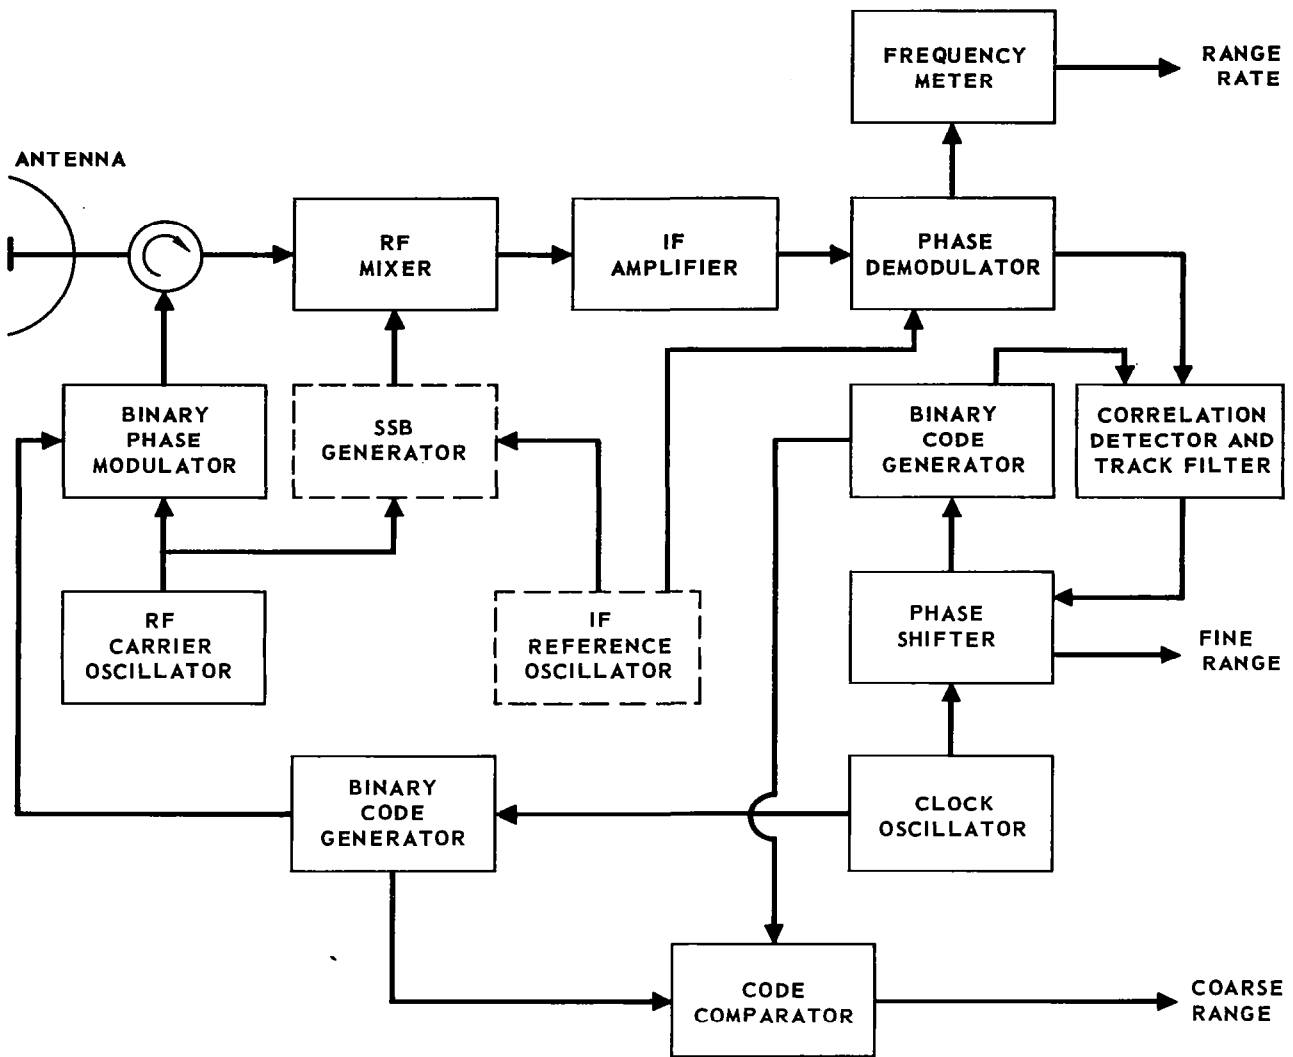 FREQUENCY
METER
RANGE
RATE
ANTENNA
RF
MIXER
IF
AMPLIFIER
PHASE
DEMODULATOR
BINARY
PHASE
MODULATOR
SSB
GENERATOR
BINARY
CODE
GENERATOR
CORRELATION
DETECTOR AND
TRACK FILTER
RF
CARRIER
OSCILLATOR
IF
REFERENCE
OSCILLATOR
PHASE
SHIFTER
FINE
RANGE
BINARY
CODE
GENERATOR
CLOCK
OSCILLATOR
CODE
COMPARATOR
COARSE
RANGE